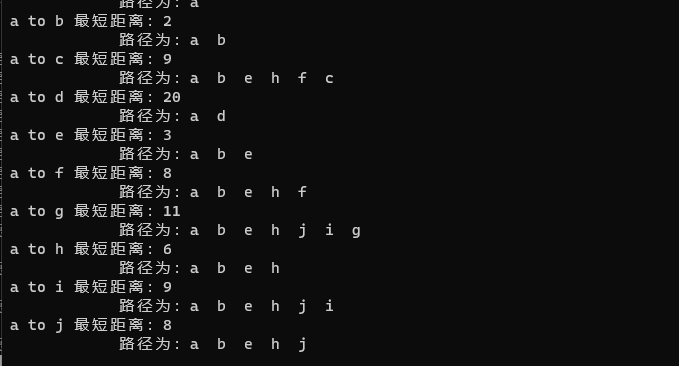 路径为: a
a to b 最短距离: 2
路径为: a b
a to c 最短距离: 9
路径为: a b e h f c
a to d 最短距离: 20
路径为: a d
a to e 最短距离: 3
路径为: a b e
a to f 最短距离: 8
路径为: a b e h f
a to g 最短距离: 11
路径为: a b e h j i g
a to h 最短距离: 6
路径为: a b e h
a to i 最短距离: 9
路径为: a b e h j i
a to j 最短距离: 8
路径为: a b e h j